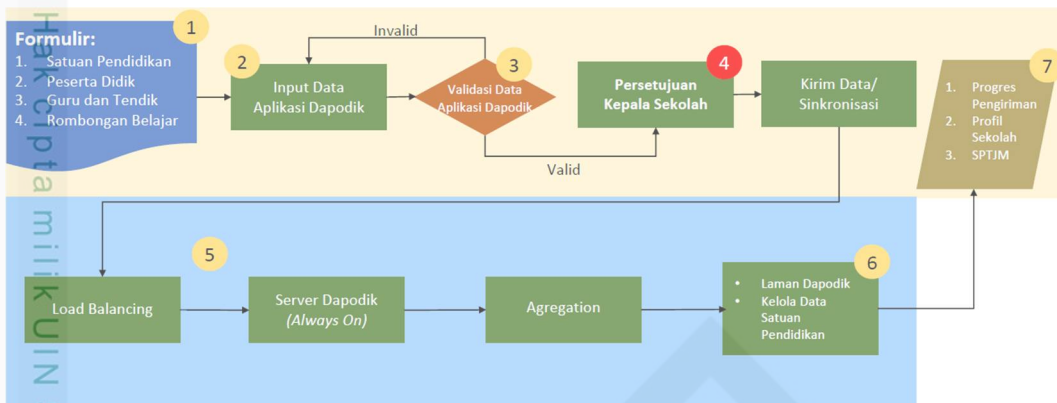 Hak cipta milik UIN
1
Formulir:
1. Satuan Pendidikan
2. Peserta Didik
3. Guru dan Tendik
4. Rombongan Belajar
2
Input Data
Aplikasi Dapodik
Invalid
3
Validasi Data
Aplikasi Dapodik
Valid
4
Persetujuan
Kepala Sekolah
Kirim Data/
Sinkronisasi
7
1. Progres
Pengiriman
2. Profil
Sekolah
3. SPTJM
5
Load Balancing
Server Dapodik
(Always On)
Agregation
6
• Laman Dapodik
• Kelola Data
Satuan
Pendidikan